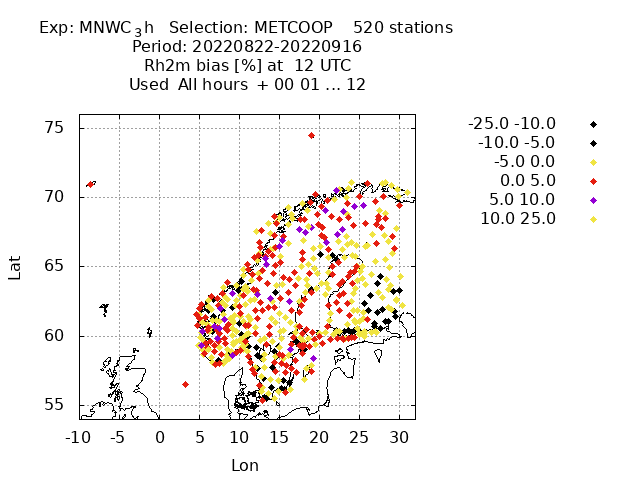 Exp: MNWC3h   Selection: METCOOP    520 stations
Period: 20220822-20220916
Rh2m bias [%] at  12 UTC
Used  All hours  + 00 01 ... 12
-25.0 -10.0
-10.0 -5.0
-5.0 0.0
0.0 5.0
5.0 10.0
10.0 25.0
75
70
65
60
55
Lat
-10 -5 0 5 10 15 20 25 30
Lon